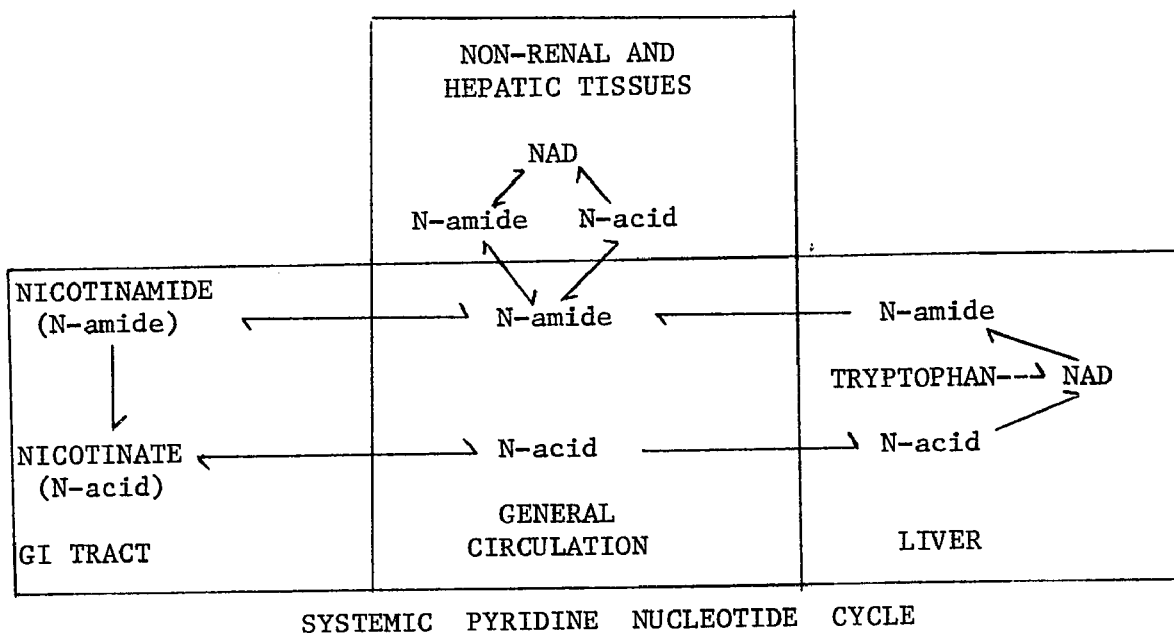 NON-RENAL AND
HEPATIC TISSUES
NAD
N-amide N-acid
NICOTINAMIDE
(N-amide)
N-amide
N-amide
TRYPTOPHAN
NAD
NICOTINATE
(N-acid)
N-acid
N-acid
GENERAL
CIRCULATION
GI TRACT
LIVER
SYSTEMIC PYRIDINE NUCLEOTIDE CYCLE